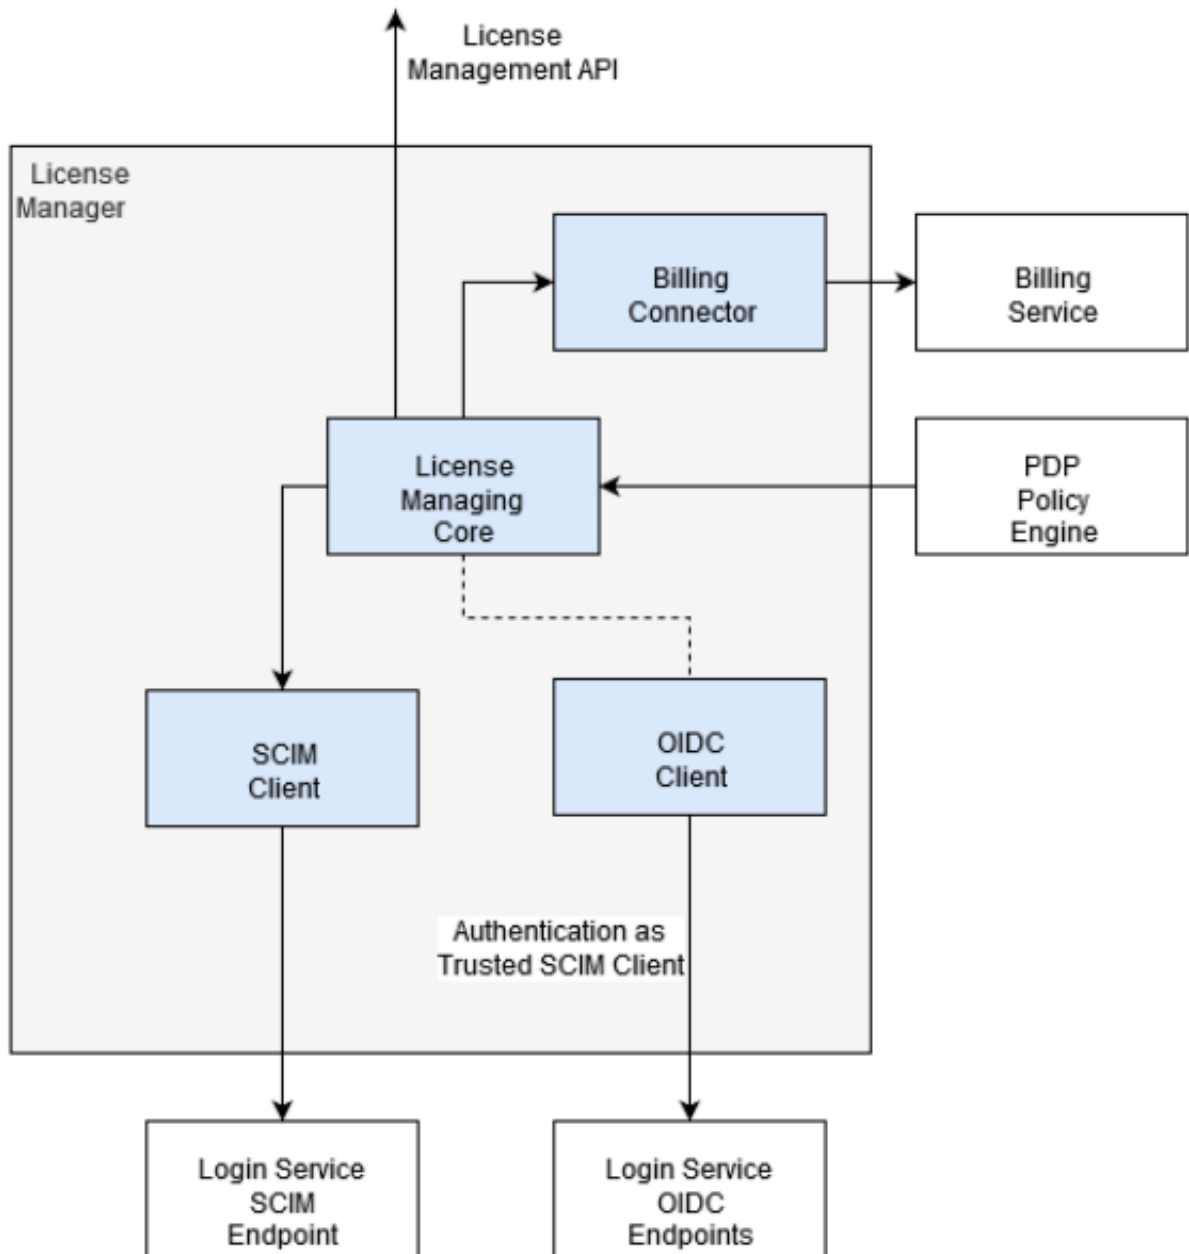 License
Management API
License
Manager
Billing
Connector
Billing
Service
License
Managing
Core
PDP
Policy
Engine
SCIM
Client
OIDC
Client
Authentication as
Trusted SCIM Client
Login Service
SCIM
Endpoint
Login Service
OIDC
Endpoints